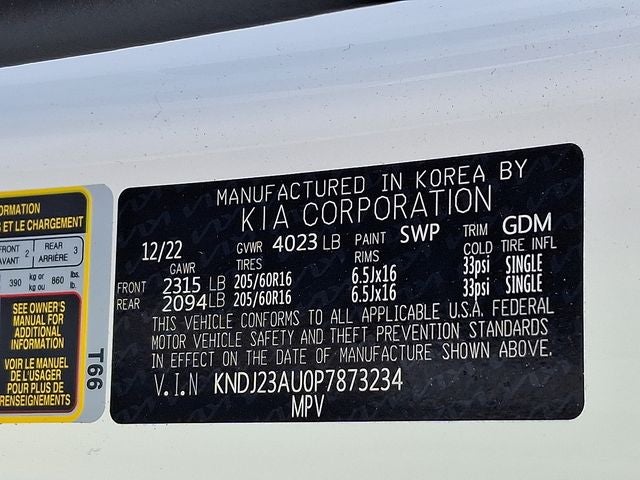 ORMATION
S ET LE CHARGEMENT
FRONT 2 REAR 3
AVANT ARRIÈRE
390 kg or ou 860 lbs. lb.
SEE OWNER'S
MANUAL FOR
ADDITIONAL
INFORMATION
VOIR LE MANUEL
DE L'USAGER
POUR PLUS DE
RENSEIGNEMENTS
T66
MANUFACTURED IN KOREA BY
KIA CORPORATION
12/22 GVWR 4023 LB PAINT SWP TRIM GDM
GAWR TIRES RIMS COLD TIRE INFL
FRONT 2315 LB 205/60R16 6.5Jx16 33psi SINGLE
REAR 2094 LB 205/60R16 6.5Jx16 33psi SINGLE
THIS VEHICLE CONFORMS TO ALL APPLICABLE U.S.A. FEDERAL
MOTOR VEHICLE SAFETY AND THEFT PREVENTION STANDARDS
IN EFFECT ON THE DATE OF MANUFACTURE SHOWN ABOVE.
V.I.N KNDJ23AU0P7873234
MPV